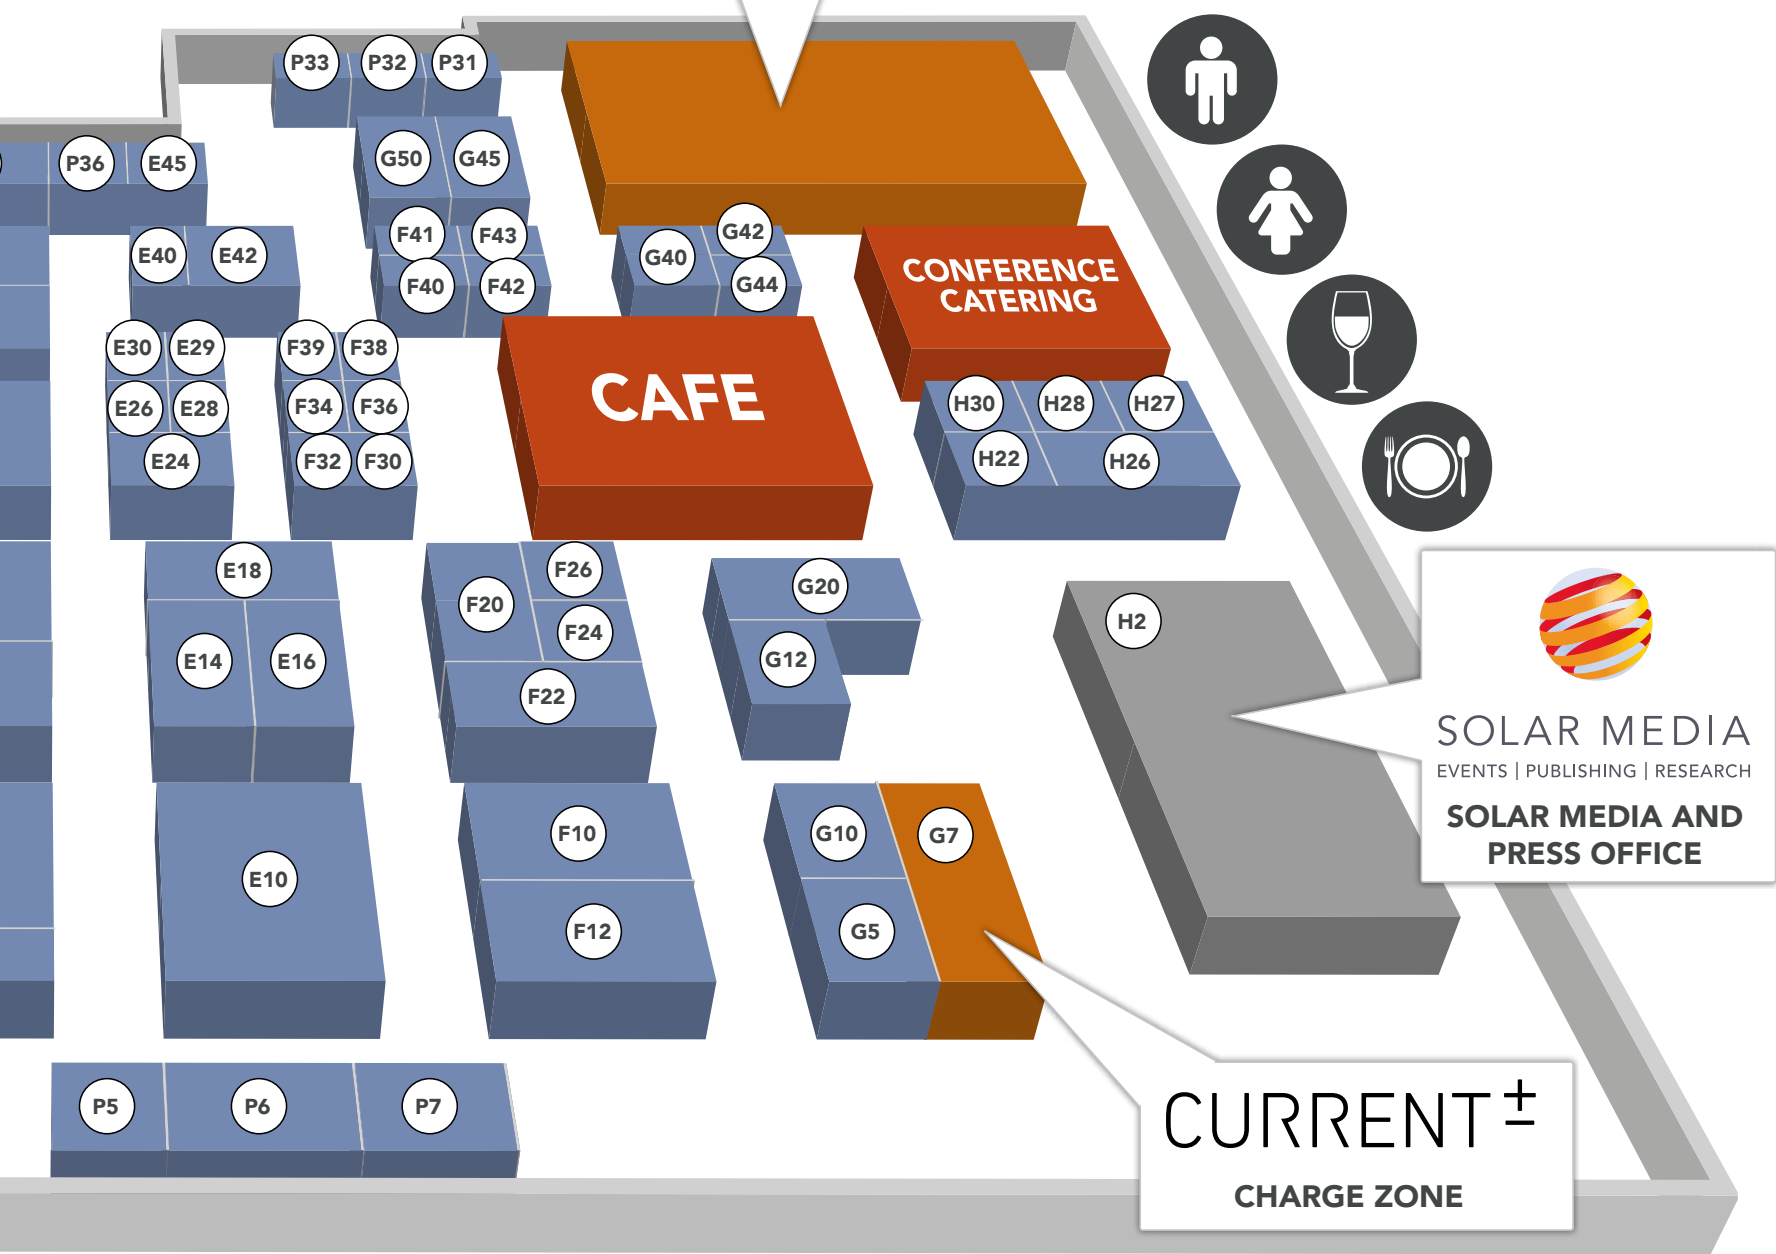 P33 P32 P31
G50 G45
P36 E45
F41 F43
G42
E40 E42
G40
F40 F42
G44
CONFERENCE
CATERING
E30 E29
F39 F38
CAFE
E26 E28
F34 F36
H30 H28 H27
E24
F32 F30
H22 H26
E18
F26
F20
G20
F24
H2
E14 E16
G12
F22
SOLAR MEDIA
EVENTS | PUBLISHING | RESEARCH
SOLAR MEDIA AND
PRESS OFFICE
F10
G10 G7
E10
F12
G5
P5 P6 P7
CURRENT±
CHARGE ZONE